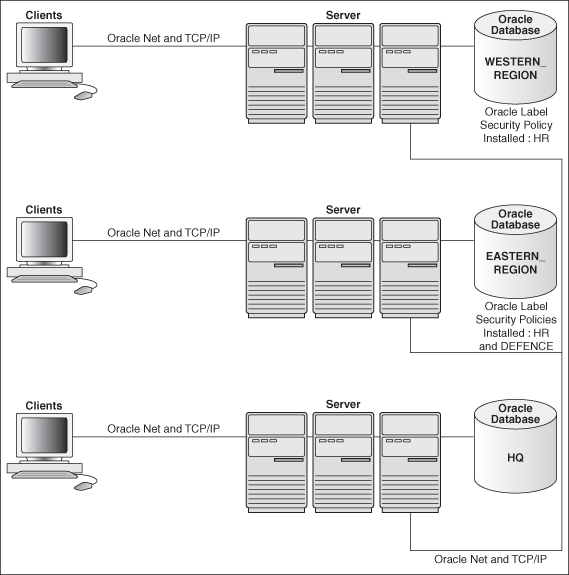 Clients
Oracle Net and TCP/IP
Server
Oracle
Database
WESTERN_
REGION
Oracle Label
Security Policy
Installed : HR
Clients
Oracle Net and TCP/IP
Server
Oracle
Database
EASTERN_
REGION
Oracle Label
Security Policies
Installed : HR
and DEFENCE
Clients
Oracle Net and TCP/IP
Server
Oracle
Database
HQ
Oracle Net and TCP/IP